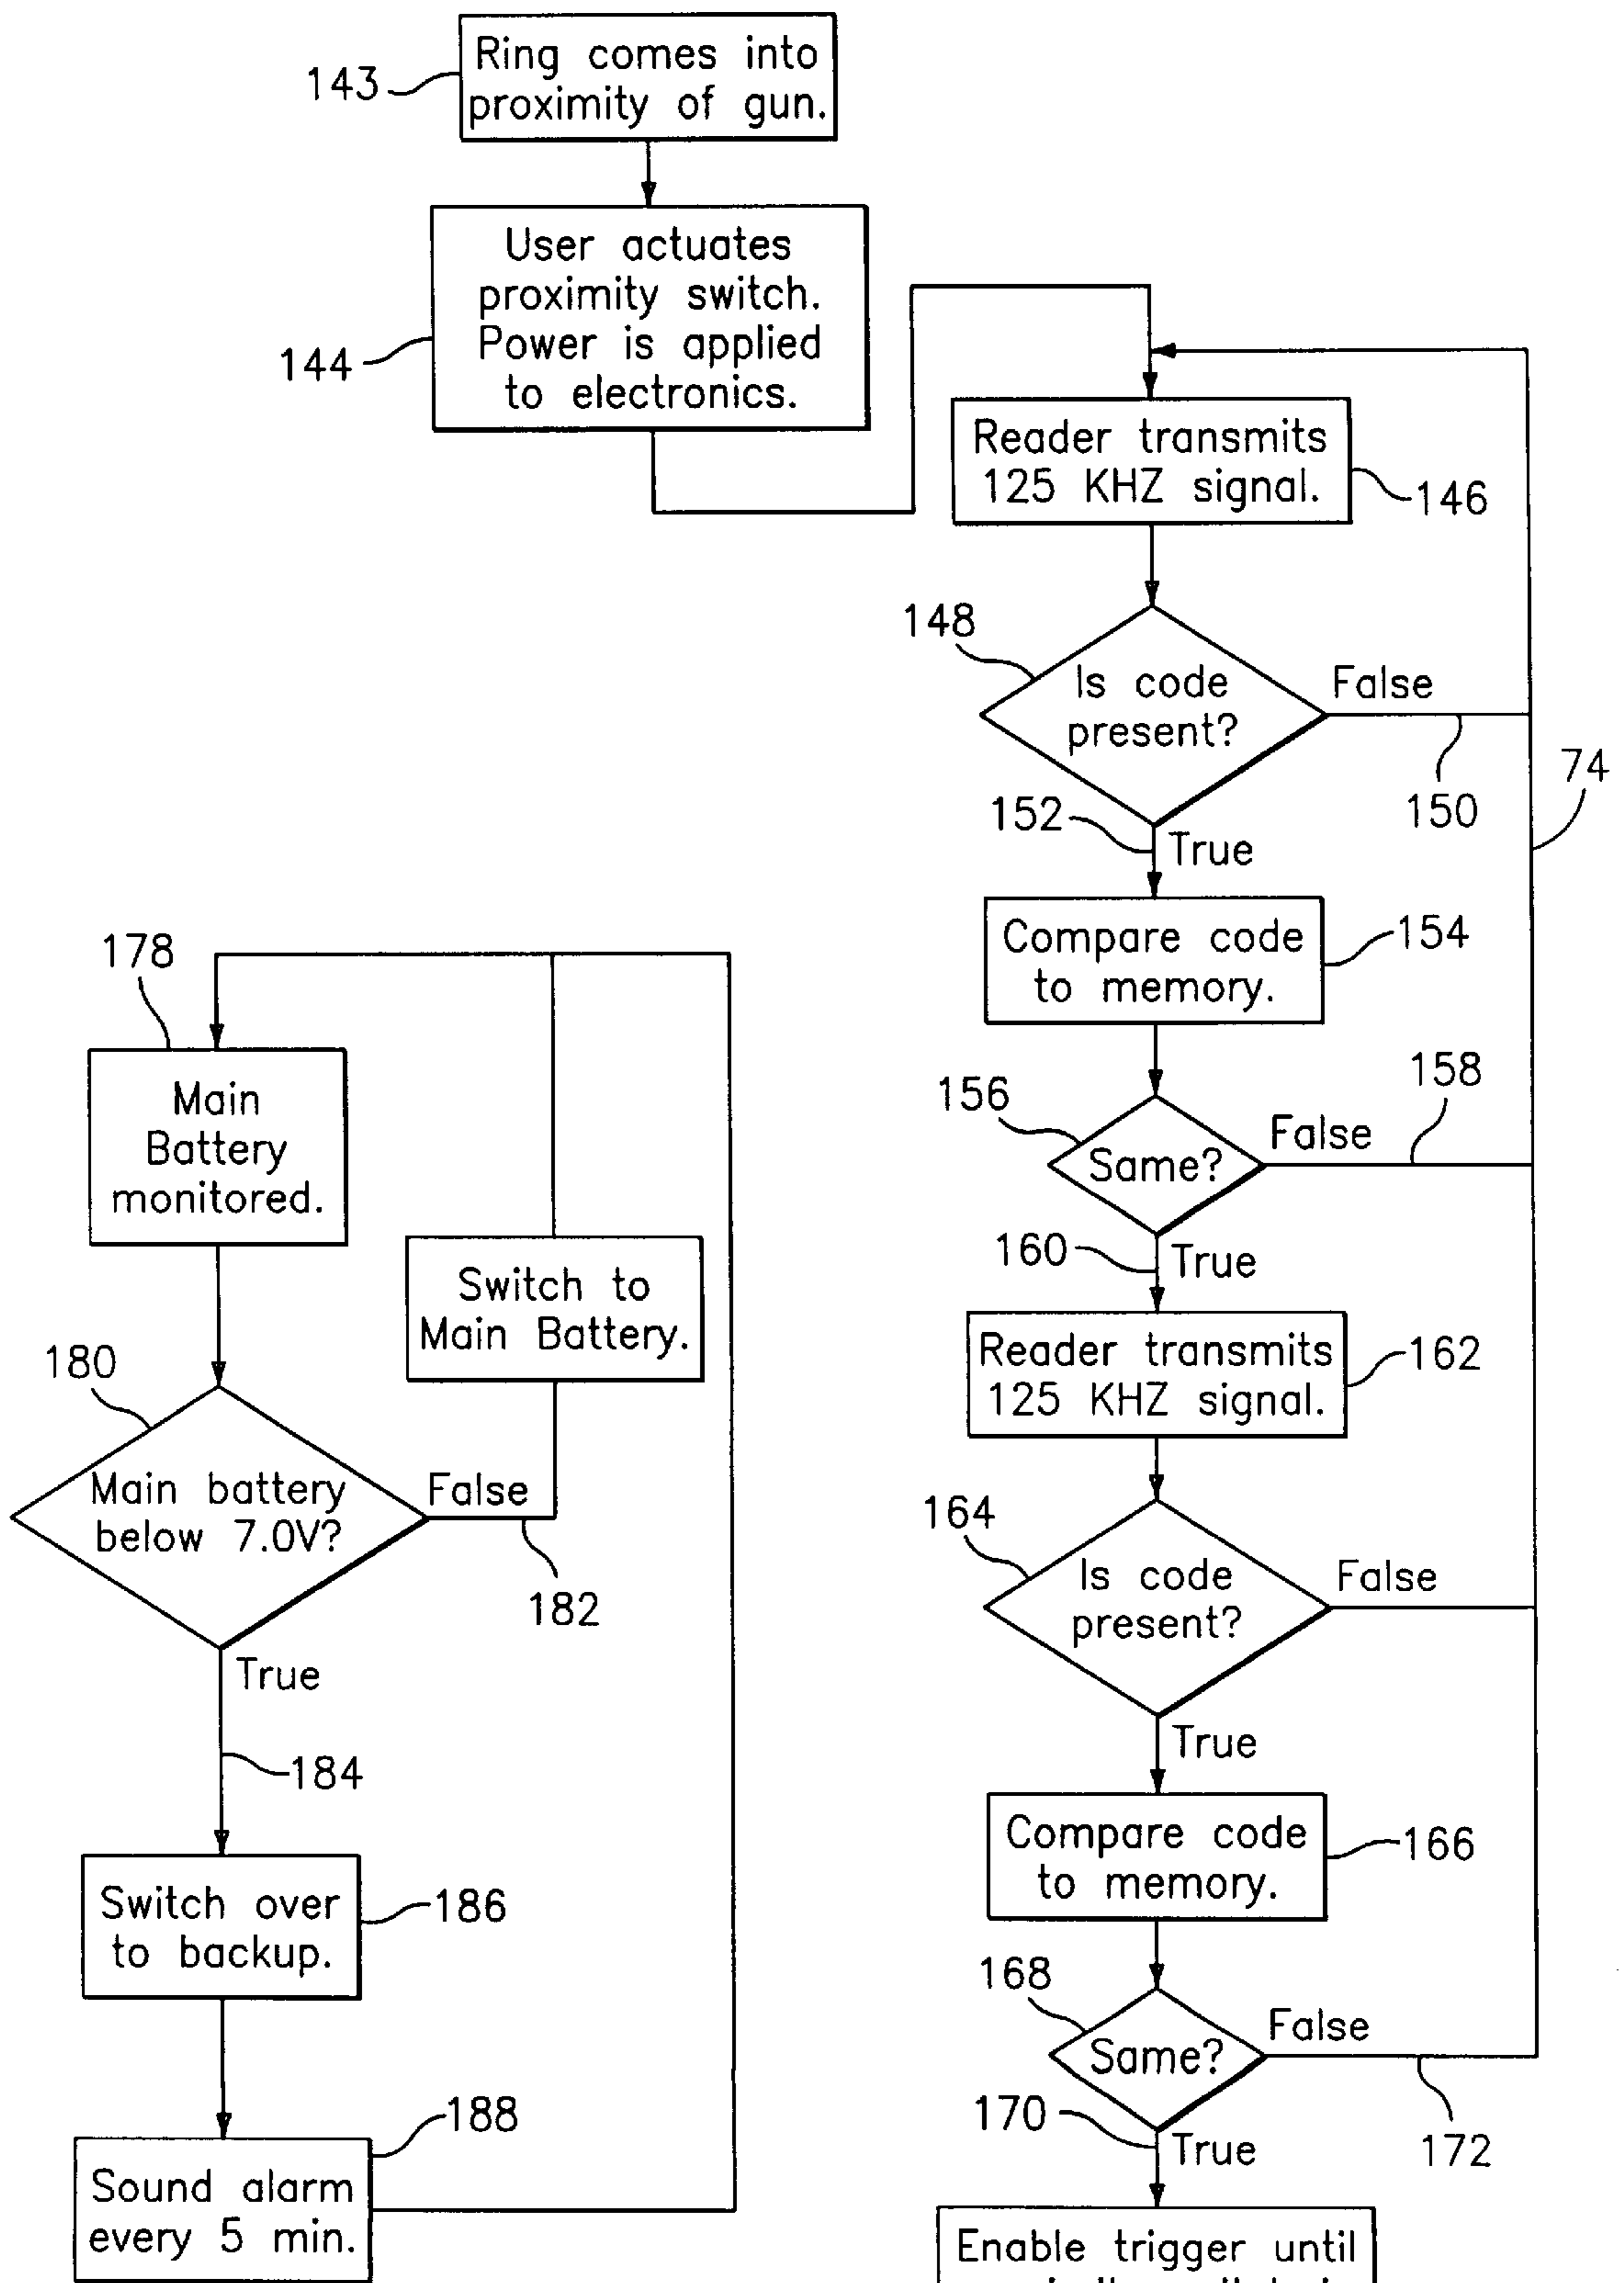 143
Ring comes into
proximity of gun.
144
User actuates
proximity switch.
Power is applied
to electronics.
Reader transmits
125 KHZ signal.
146
148
Is code
present?
False
150
74
152
True
Compare code
to memory.
154
156
Same?
False
158
160
True
Reader transmits
125 KHZ signal.
162
164
Is code
present?
False
True
Compare code
to memory.
166
168
Same?
False
172
170
True
Enable trigger until
178
Main
Battery
monitored.
Switch to
Main Battery.
180
Main battery
below 7.0V?
False
182
True
184
Switch over
to backup.
186
188
Sound alarm
every 5 min.